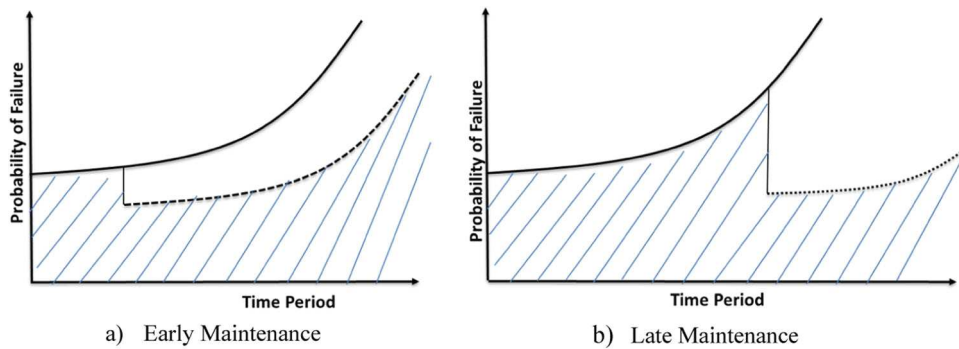 Probability of Failure
Time Period
a) Early Maintenance
Probability of Failure
Time Period
b) Late Maintenance